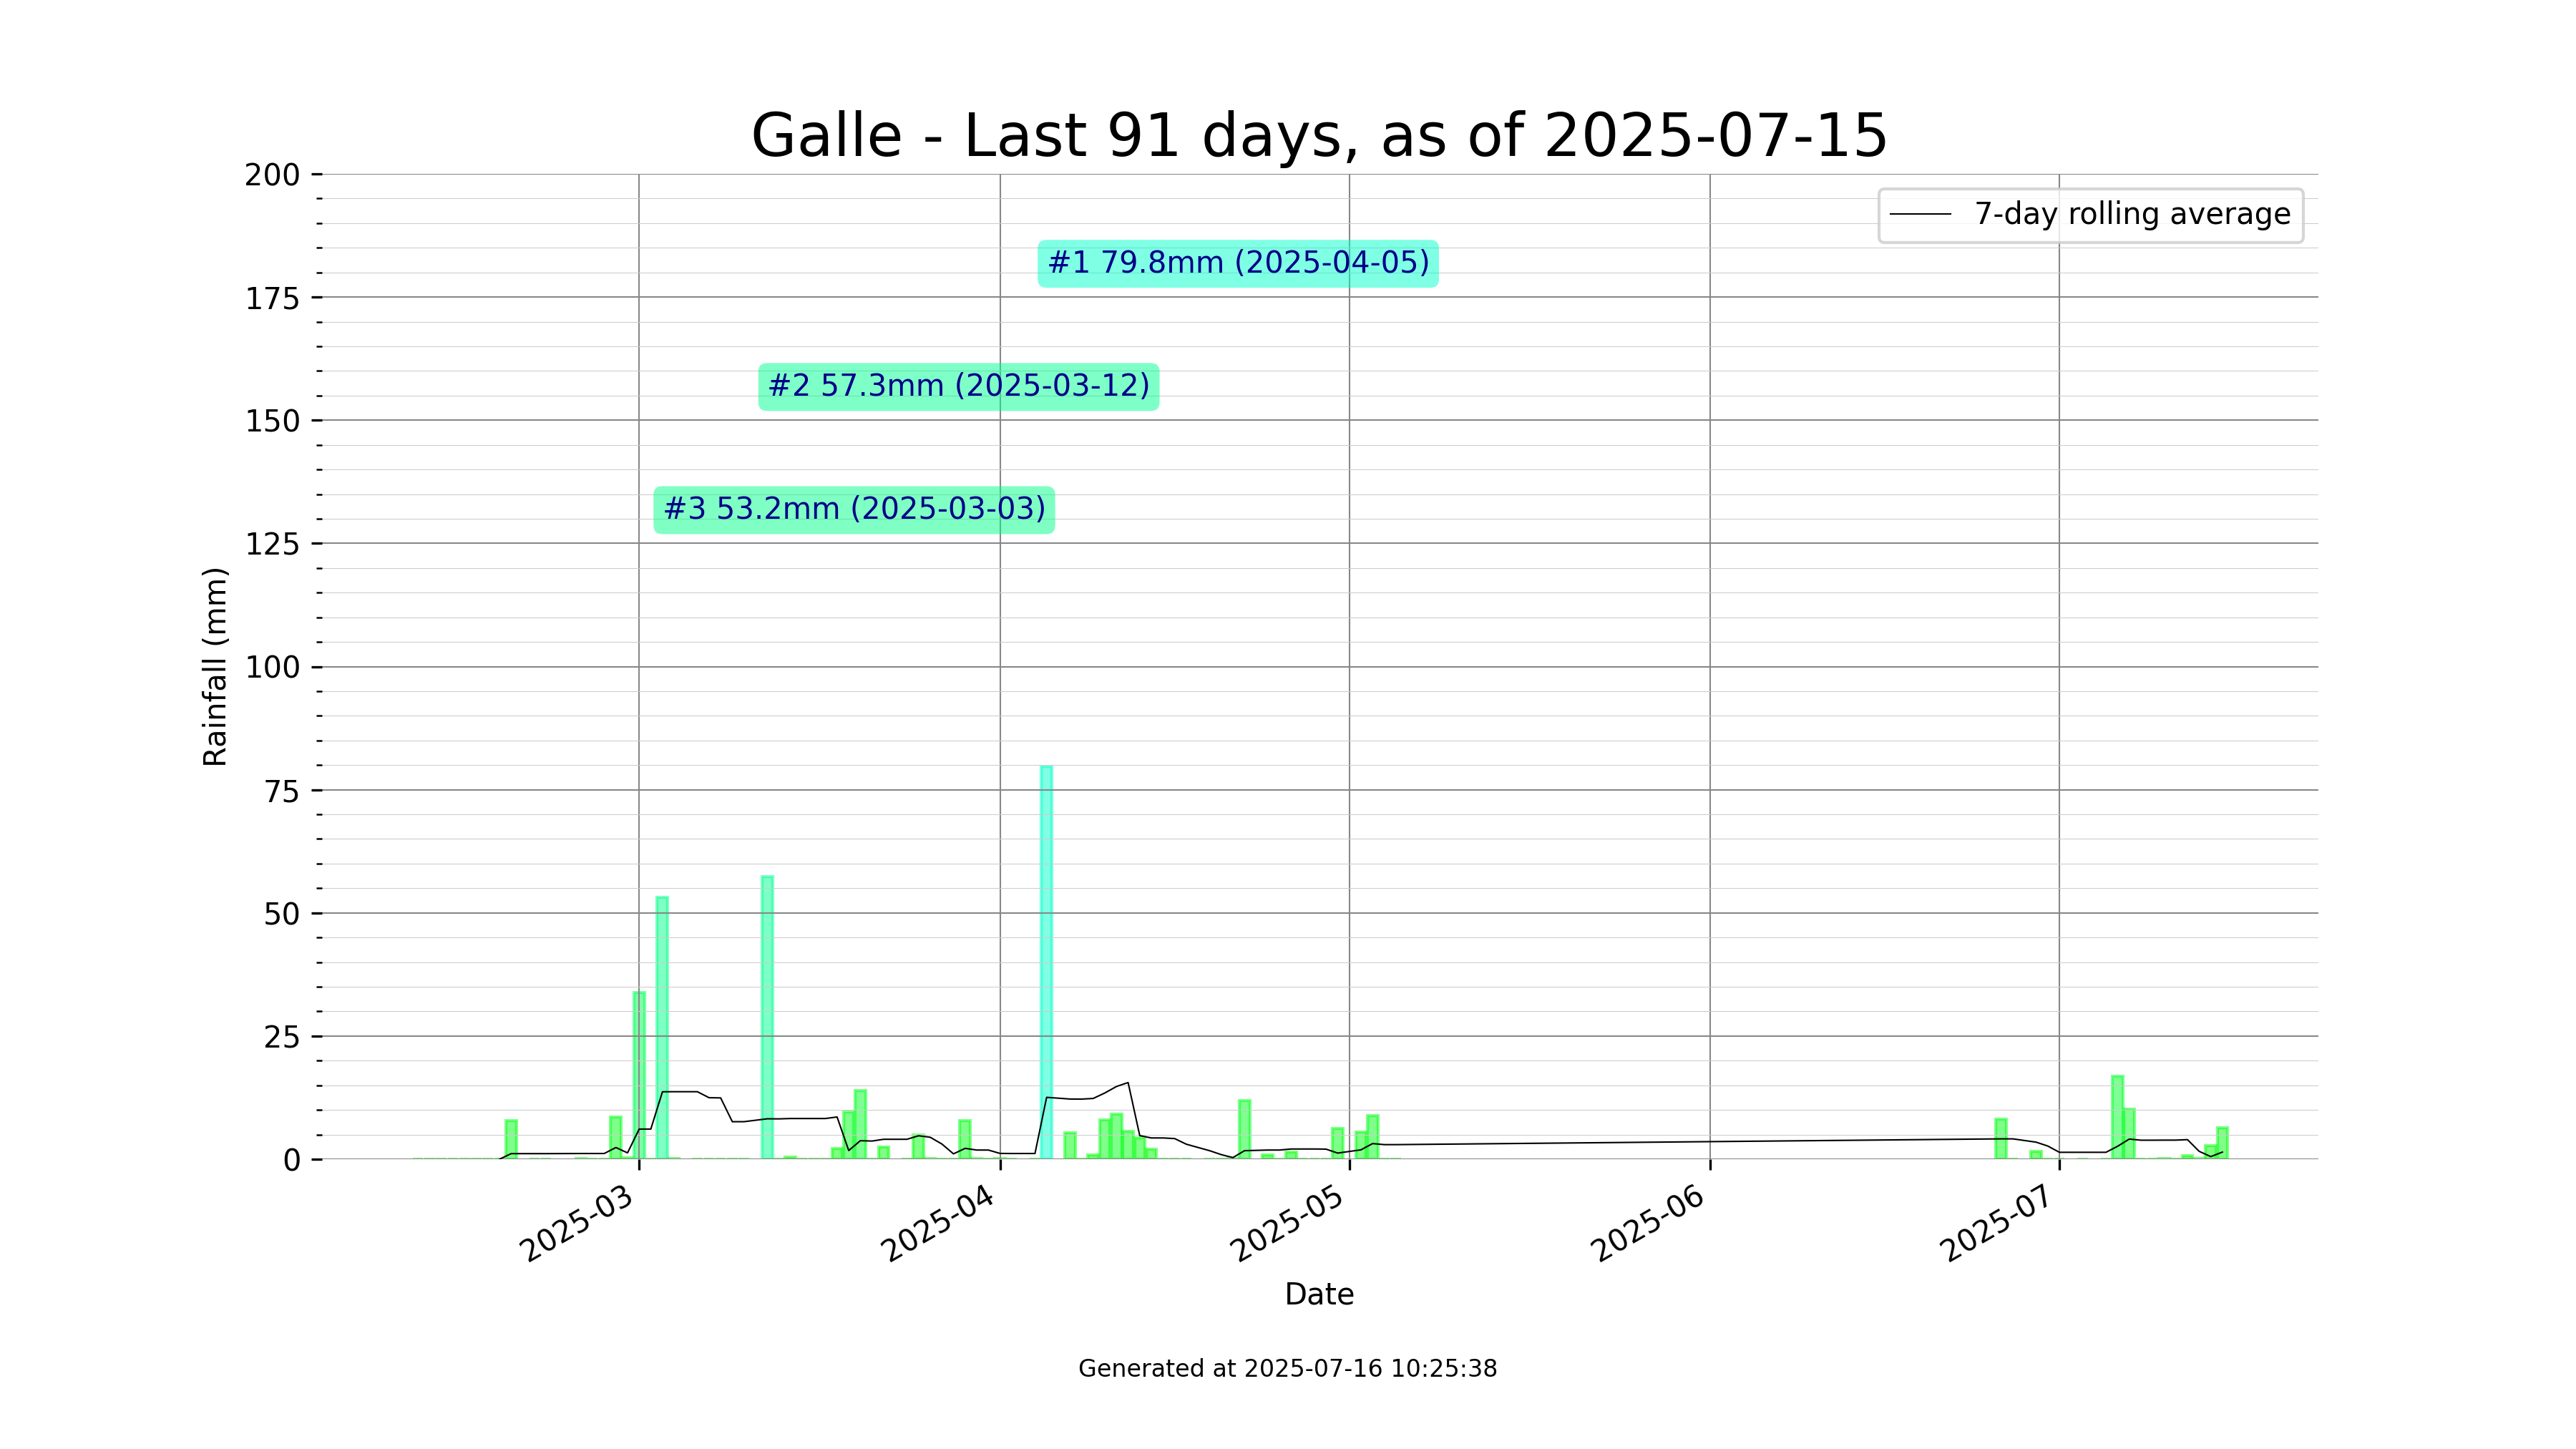 Galle - Last 91 days, as of 2025-07-15
200
175
150
125
100
75
50
25
0
Rainfall (mm)
7-day rolling average
#1 79.8mm (2025-04-05)
#2 57.3mm (2025-03-12)
#3 53.2mm (2025-03-03)
2025-03
2025-04
2025-05
2025-06
2025-07
Date
Generated at 2025-07-16 10:25:38